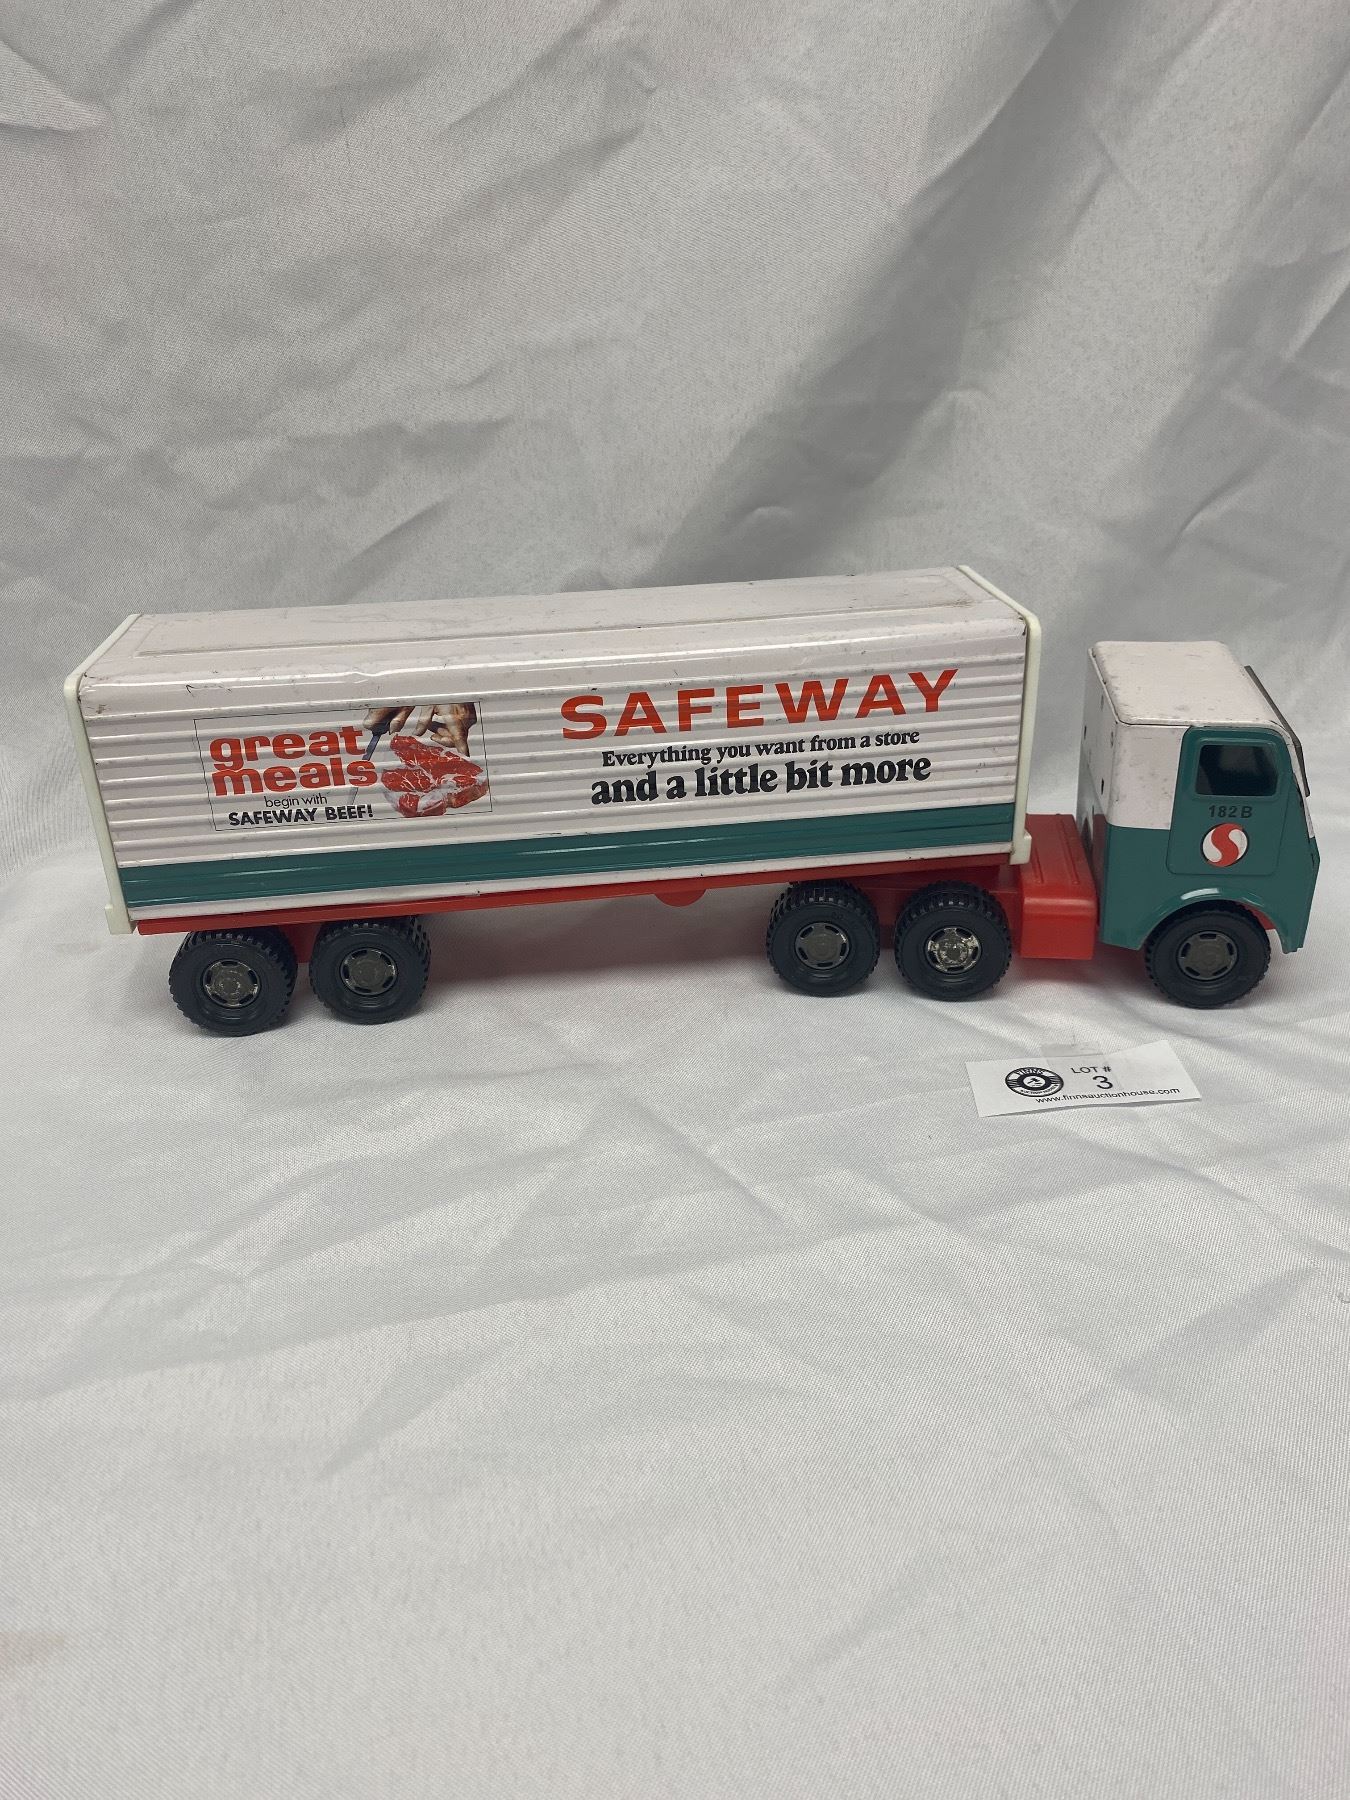 great
meals
begin with
SAFEWAY BEEF!
SAFEWAY
Everything you want from a store
and a little bit more
182 B
LOT #
3
www.finnsauctionhouse.com